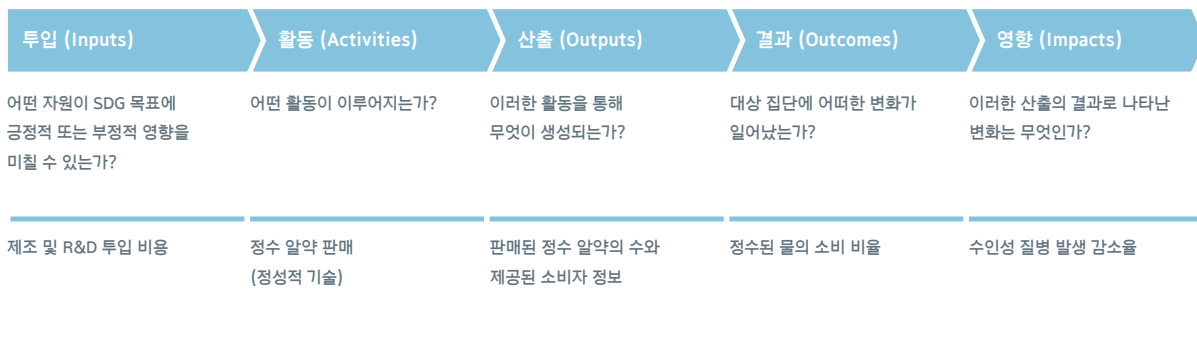 투입 (Inputs)
활동 (Activities)
산출 (Outputs)
결과 (Outcomes)
영향 (Impacts)
어떤 자원이 SDG 목표에
긍정적 또는 부정적 영향을
미칠 수 있는가?
어떤 활동이 이루어지는가?
이러한 활동을 통해
무엇이 생성되는가?
대상 집단에 어떠한 변화가
일어났는가?
이러한 산출의 결과로 나타난
변화는 무엇인가?
제조 및 R&D 투입 비용
정수 알약 판매
(정성적 기술)
판매된 정수 알약의 수와
제공된 소비자 정보
정수된 물의 소비 비율
수인성 질병 발생 감소율